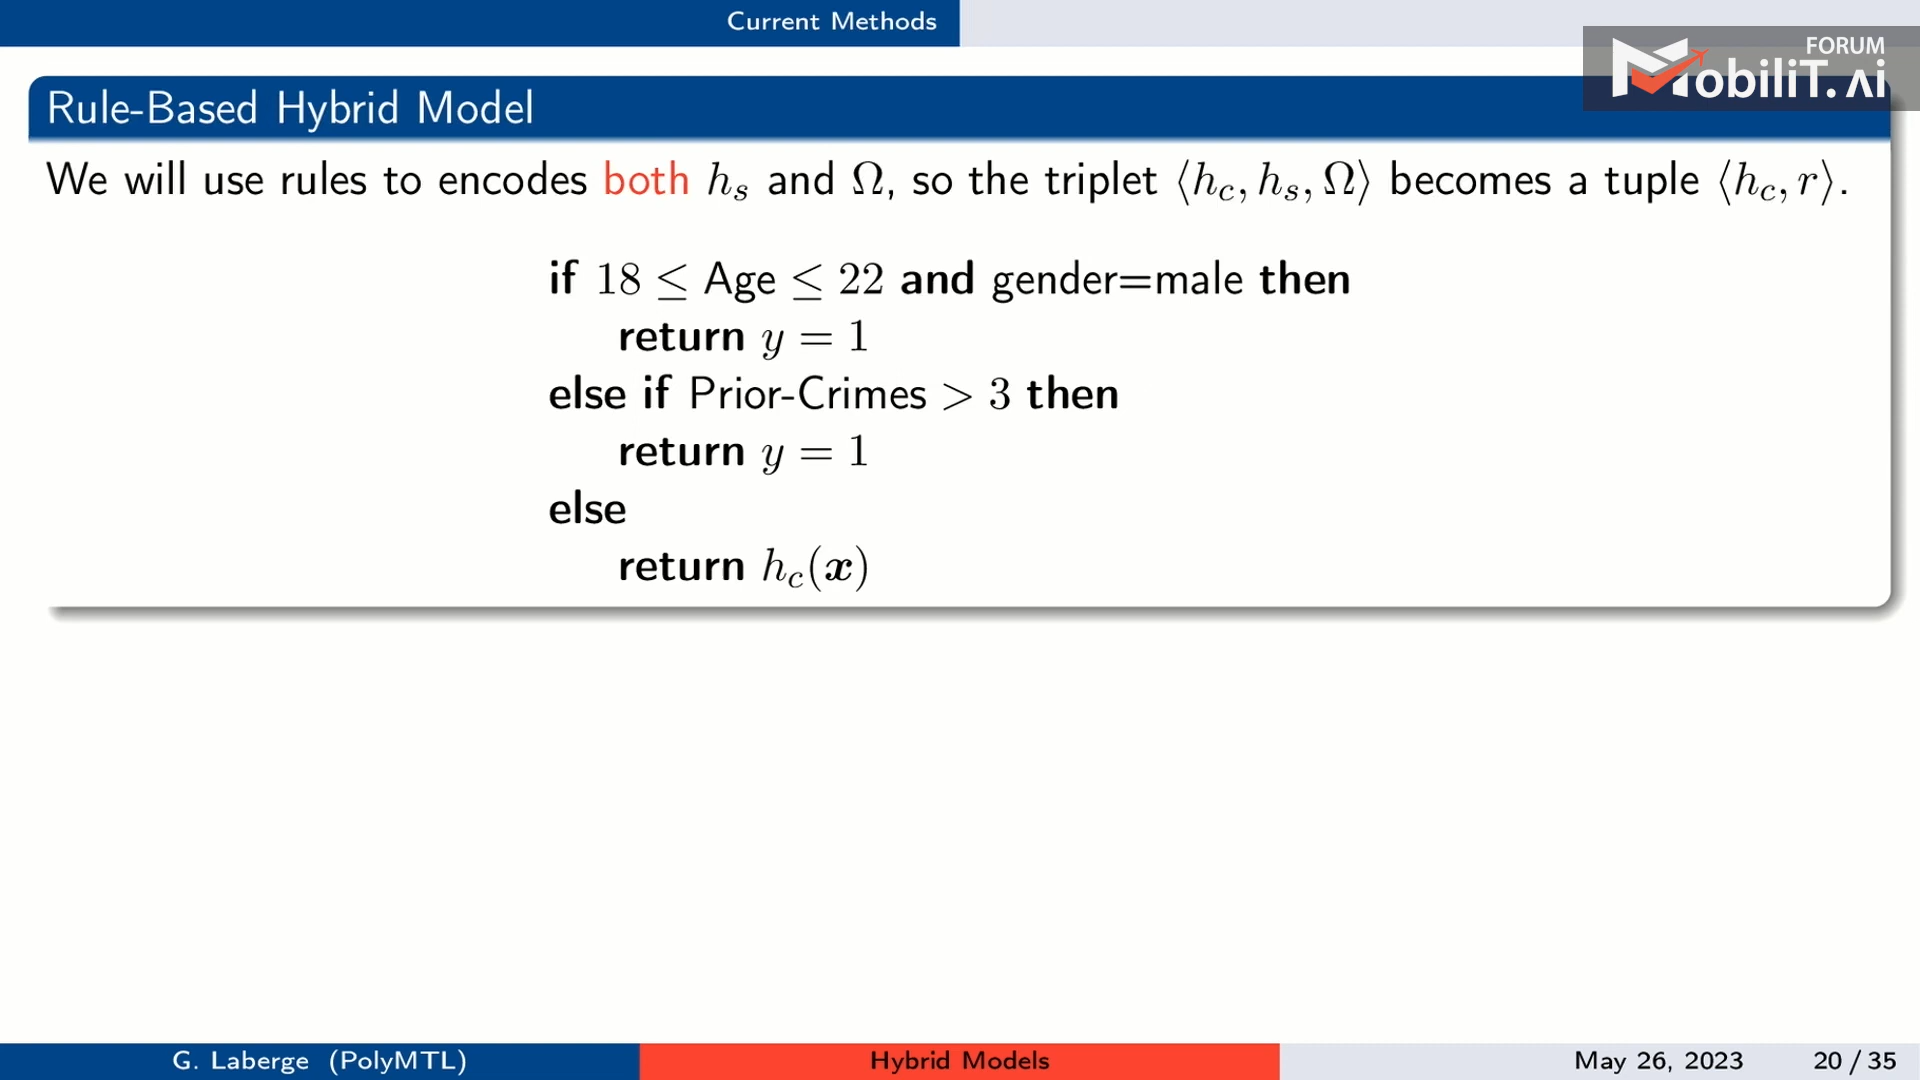 Current Methods
FORUM
MobiliT.Ai
Rule-Based Hybrid Model
We will use rules to encodes both h_s and Ω, so the triplet ⟨h_c, h_s, Ω⟩ becomes a tuple ⟨h_c, r⟩.
if 18 ≤ Age ≤ 22 and gender=male then
return y = 1
else if Prior-Crimes > 3 then
return y = 1
else
return h_c(x)
G. Laberge (PolyMTL)
Hybrid Models
May 26, 2023
20 / 35